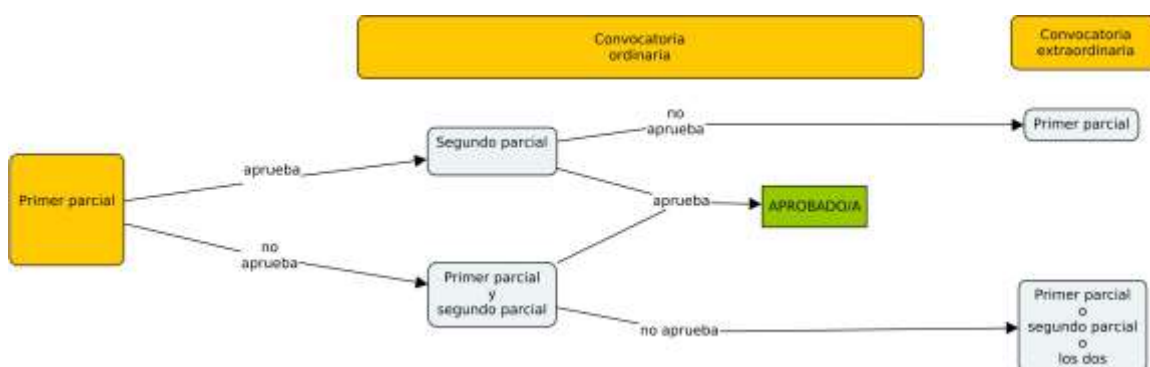 Convocatoria
ordinaria
Convocatoria
extraordinaria
no
aprueba
Primer parcial
Segundo parcial
aprueba
Primer parcial
aprueba
APROBADO/A
no
aprueba
Primer parcial
y
segundo parcial
no aprueba
Primer parcial
o
segundo parcial
o
los dos